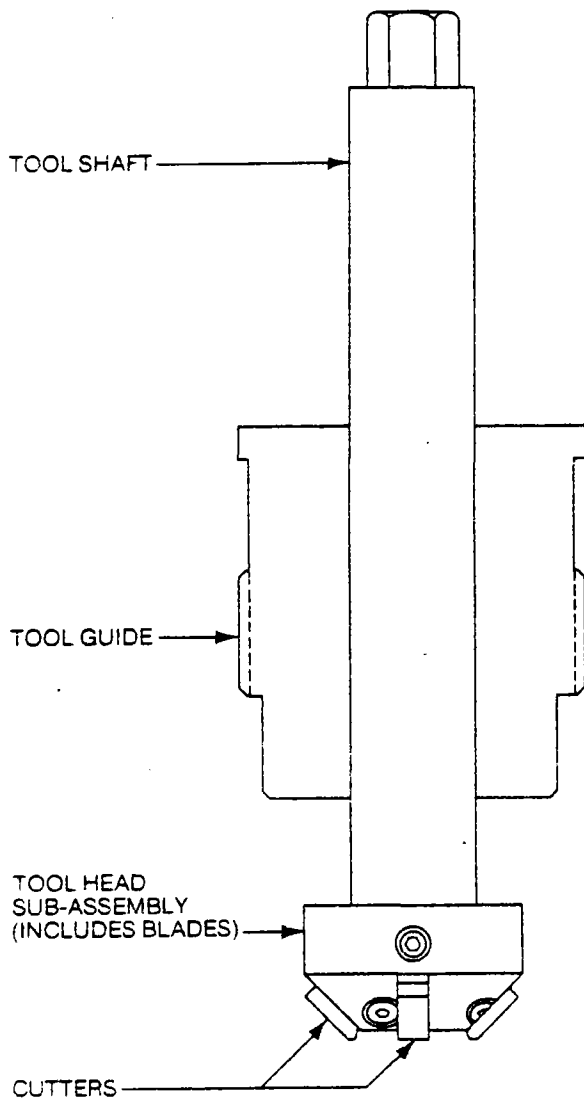 TOOL SHAFT
TOOL GUIDE
TOOL HEAD
SUB-ASSEMBLY
(INCLUDES BLADES)
CUTTERS